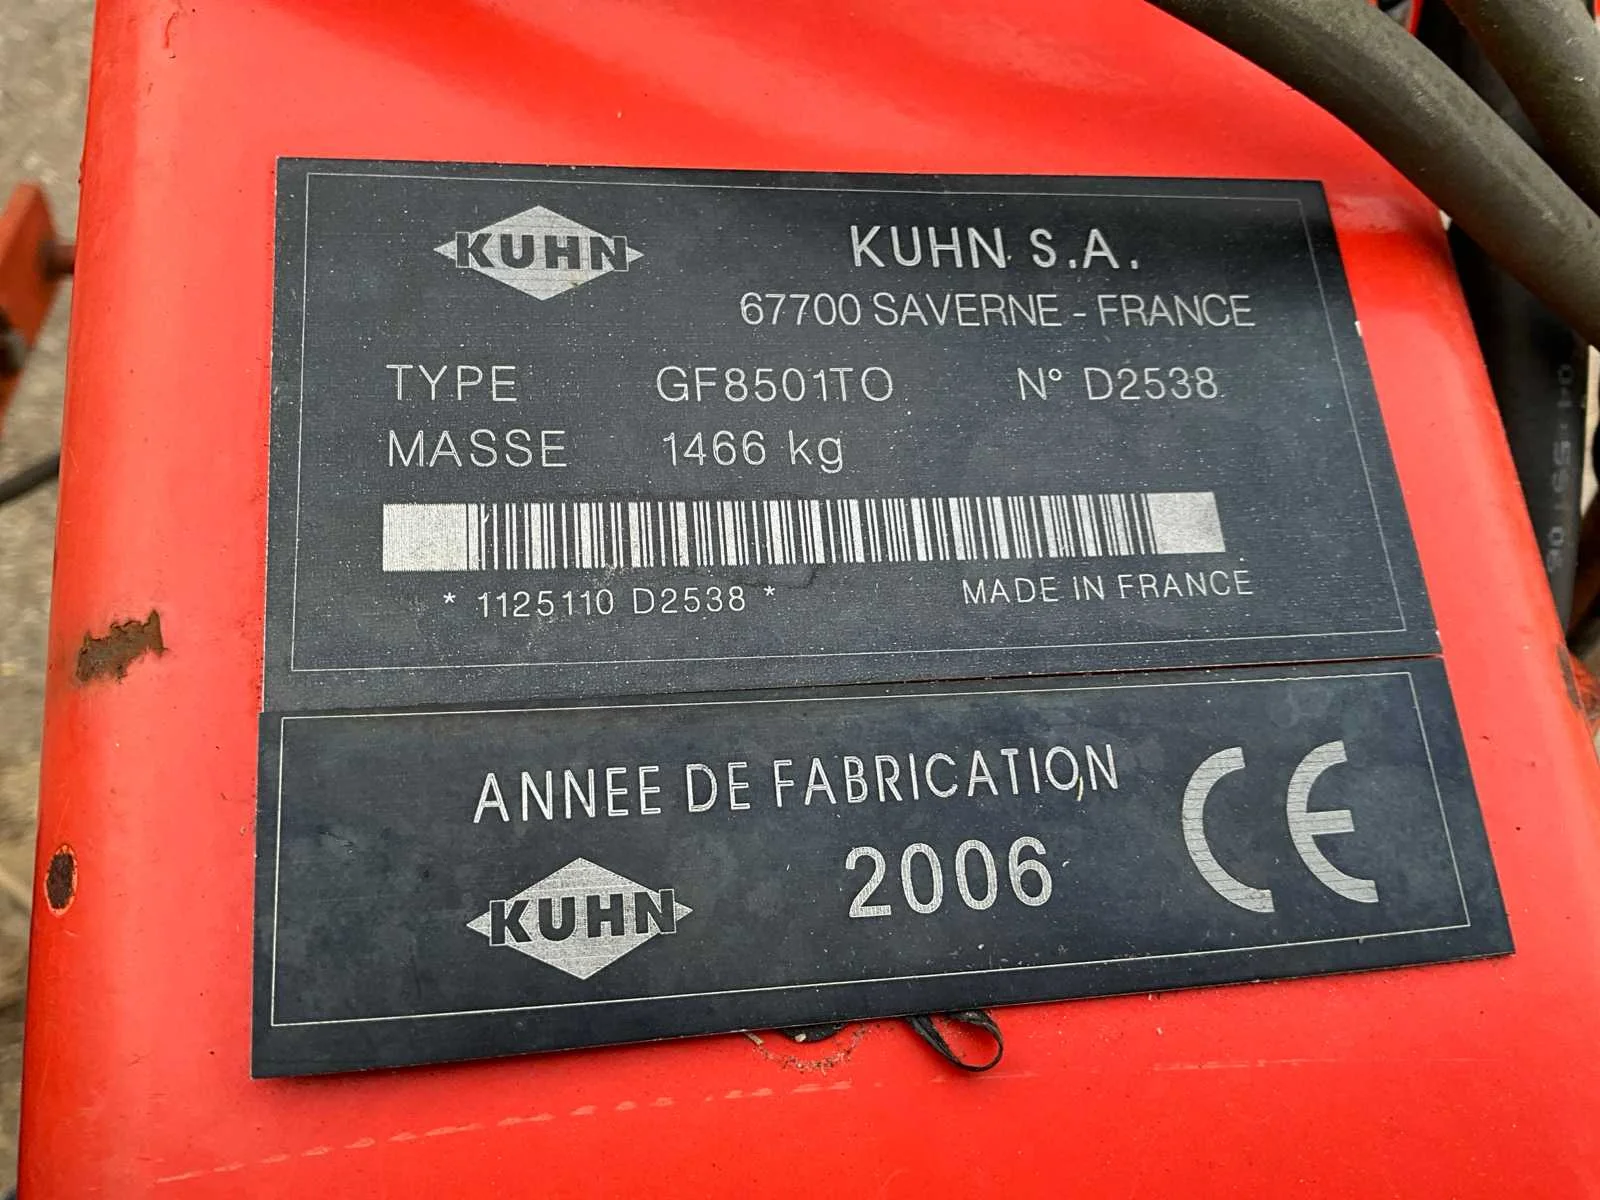 KUHN
KUHN S.A.
67700 SAVERNE - FRANCE
TYPE GF8501TO N° D2538
MASSE 1466 kg
* 1125110 D2538 *
MADE IN FRANCE
ANNEE DE FABRICATION
KUHN
2006
CE